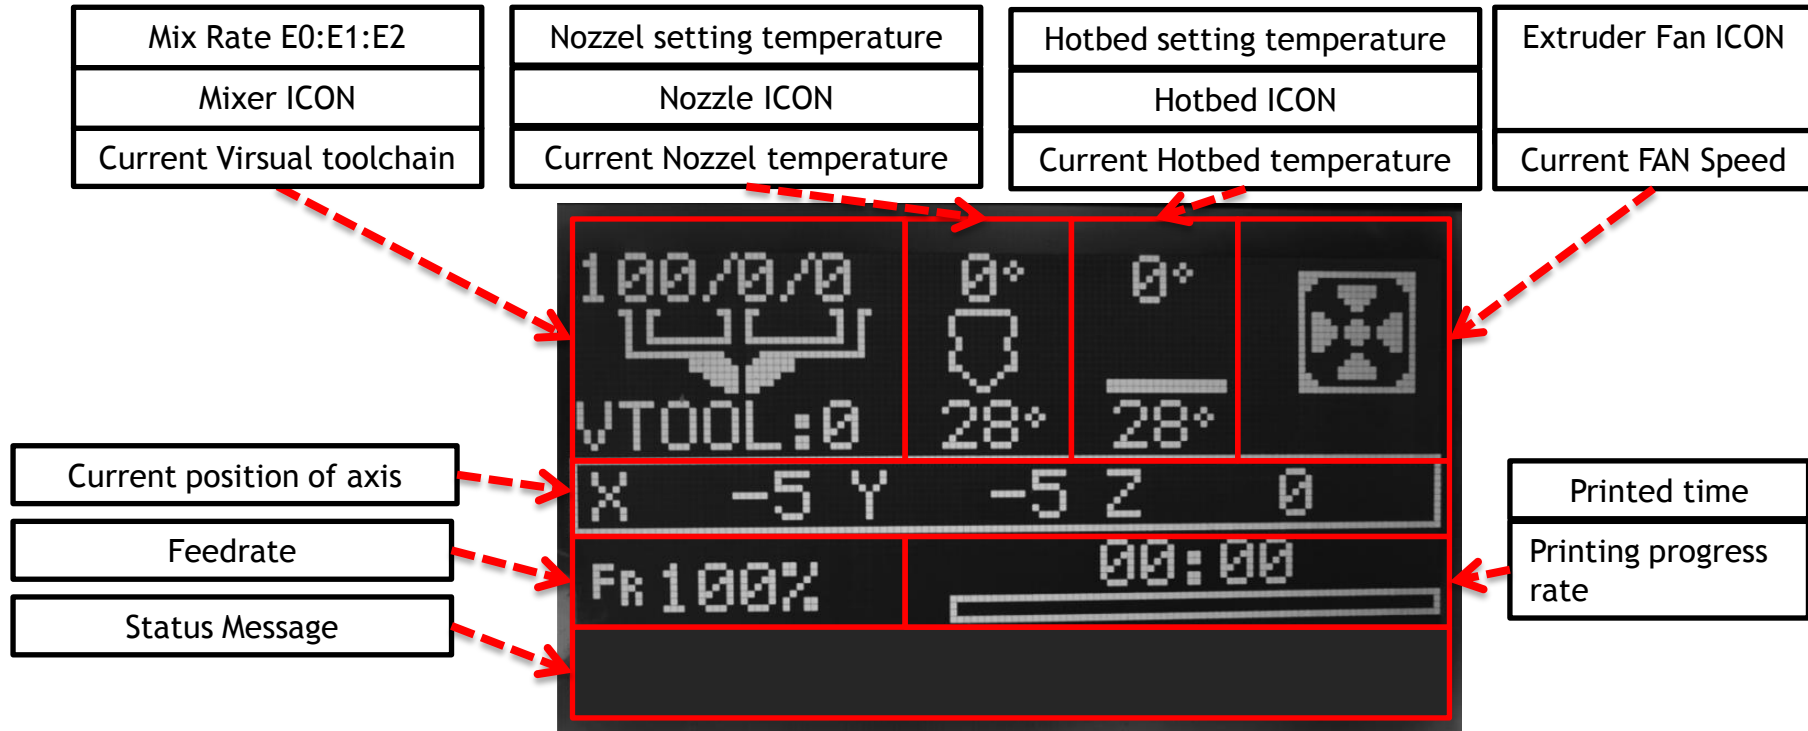 Mix Rate E0:E1:E2
Mixer ICON
Current Virsual toolchain
Nozzel setting temperature
Nozzle ICON
Current Nozzel temperature
Hotbed setting temperature
Hotbed ICON
Current Hotbed temperature
Extruder Fan ICON
Current FAN Speed
100/0/0
0°
0°
VTOOL:0
28°
28°
Current position of axis
X -5 Y -5 Z 0
Feedrate
FR100%
00:00
Printed time
Printing progress
rate
Status Message